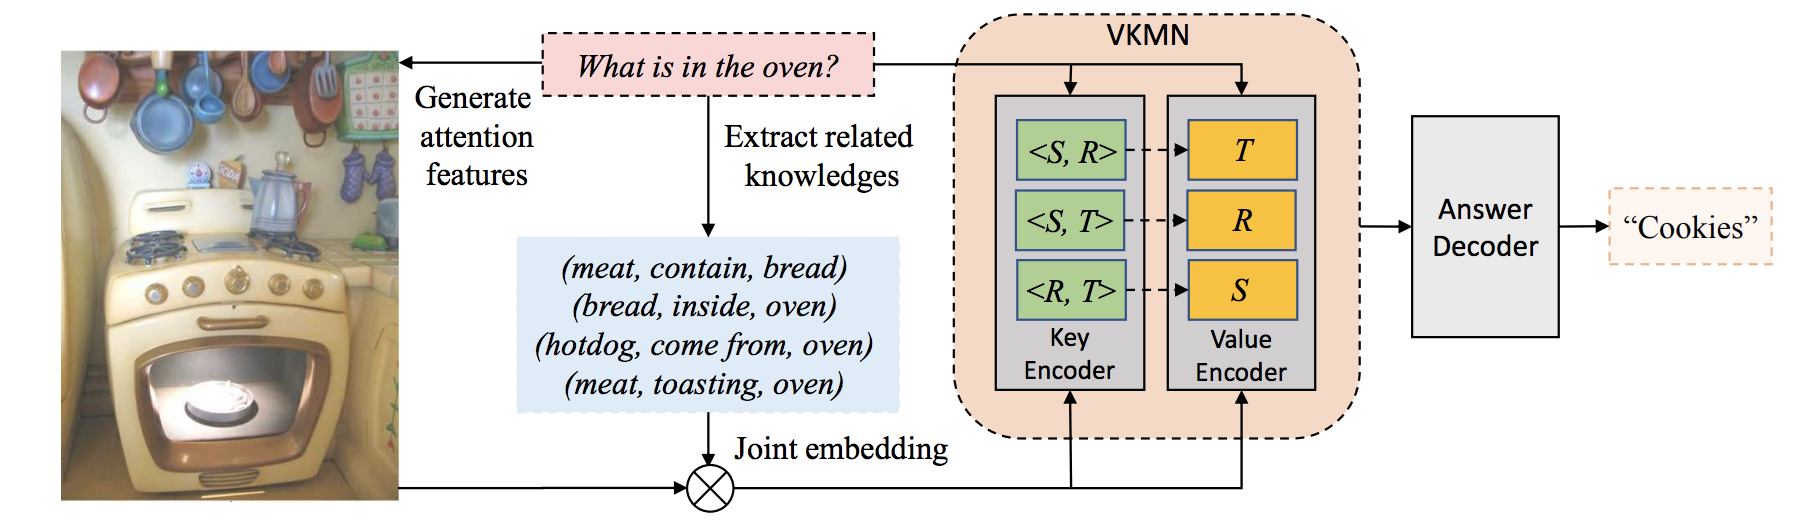 What is in the oven?
Generate
attention
features
Extract related
knowledges
(meat, contain, bread)
(bread, inside, oven)
(hotdog, come from, oven)
(meat, toasting, oven)
Joint embedding
VKMN
<S, R>
T
<S, T>
R
<R, T>
S
Key
Encoder
Value
Encoder
Answer
Decoder
“Cookies”
SODA